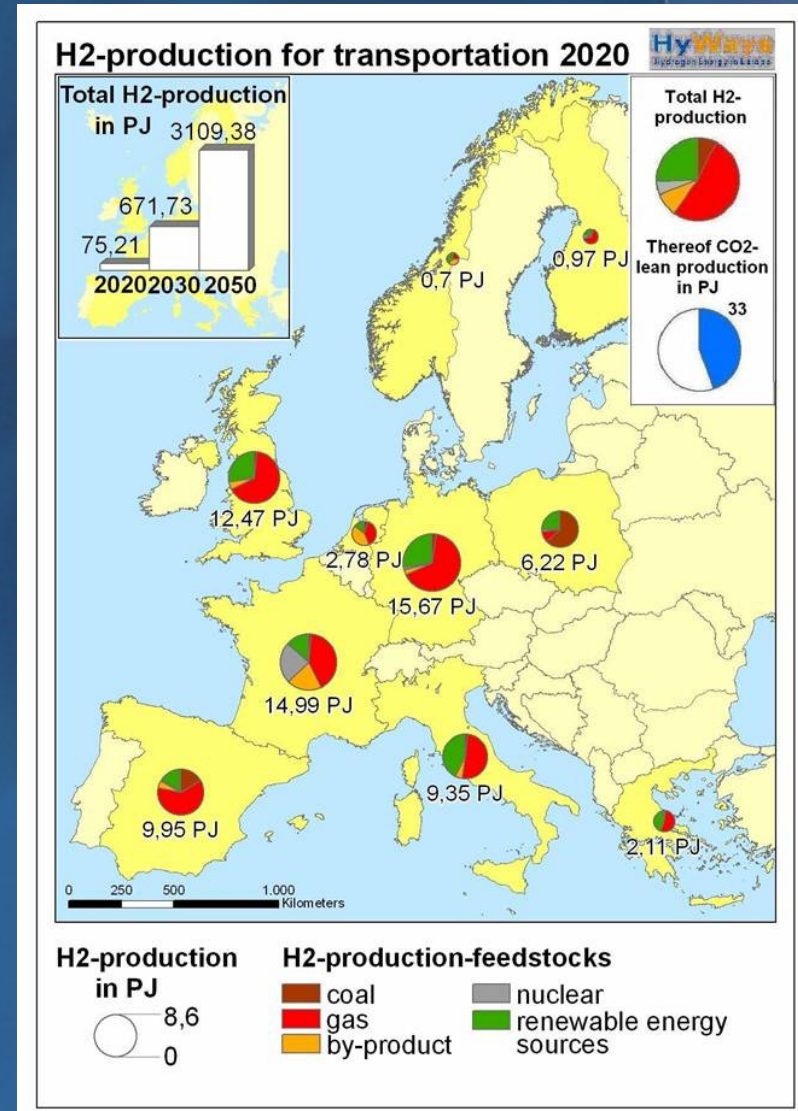 H2-production for transportation 2020
HyWays
Hydrogen Energy in Europe
Total H2-production
in PJ
3109,38
671,73
75,21
2020 2030 2050
Total H2-
production
Thereof CO2-
lean production
in PJ
33
0,7 PJ
0,97 PJ
12,47 PJ
2,78 PJ
15,67 PJ
6,22 PJ
14,99 PJ
9,95 PJ
9,35 PJ
2,11 PJ
0 250 500 1.000
Kilometers
H2-production
in PJ
8,6
0
H2-production-feedstocks
coal
gas
by-product
nuclear
renewable energy
sources